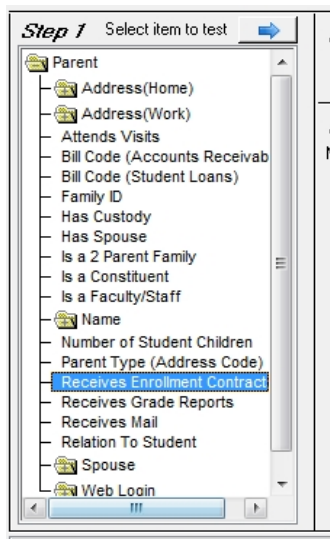 Step 1 Select item to test
Parent
Address(Home)
Address(Work)
Attends Visits
Bill Code (Accounts Receivab
Bill Code (Student Loans)
Family ID
Has Custody
Has Spouse
Is a 2 Parent Family
Is a Constituent
Is a Faculty/Staff
Name
Number of Student Children
Parent Type (Address Code)
Receives Enrollment Contract
Receives Grade Reports
Receives Mail
Relation To Student
Spouse
Web Login